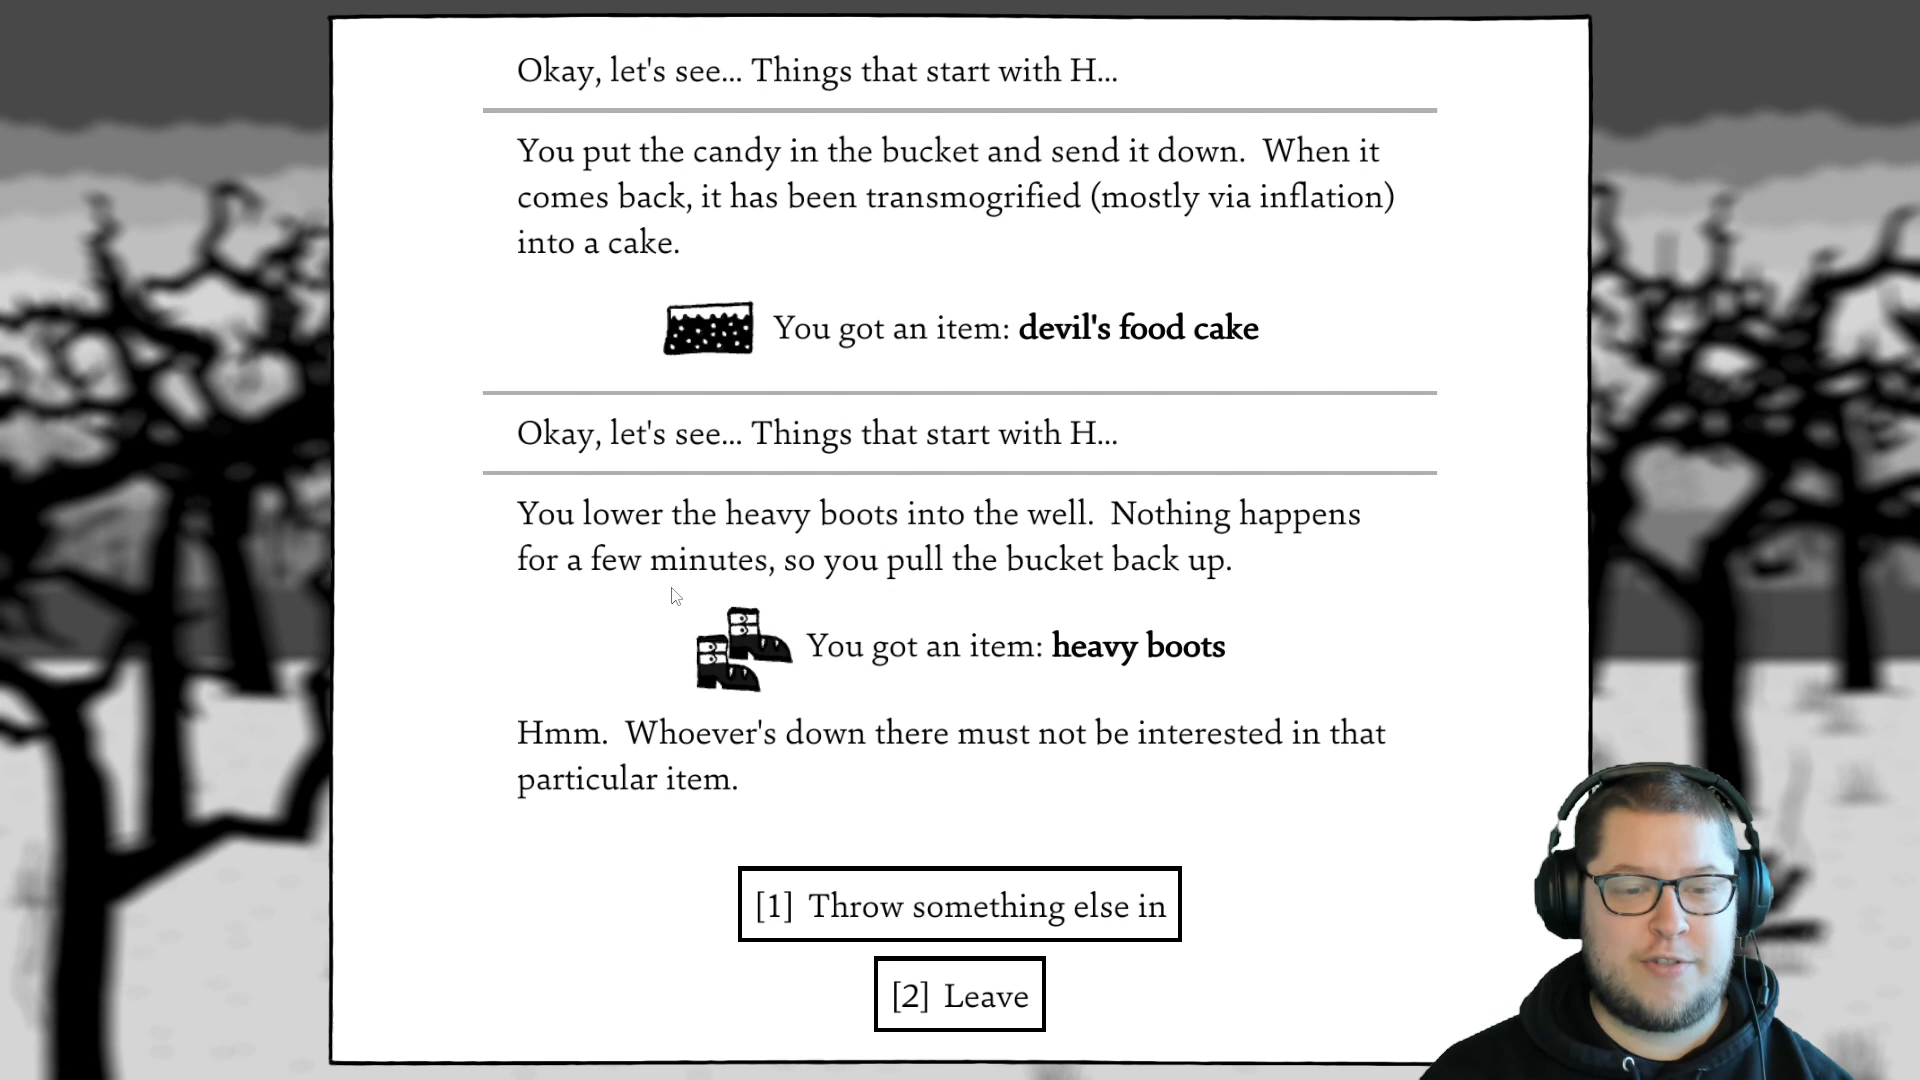 Okay, let's see... Things that start with H...
You put the candy in the bucket and send it down.  When it
comes back, it has been transmogrified (mostly via inflation)
into a cake.
You got an item: devil's food cake
Okay, let's see... Things that start with H...
You lower the heavy boots into the well.  Nothing happens
for a few minutes, so you pull the bucket back up.
You got an item: heavy boots
Hmm.  Whoever's down there must not be interested in that
particular item.
[1] Throw something else in
[2] Leave